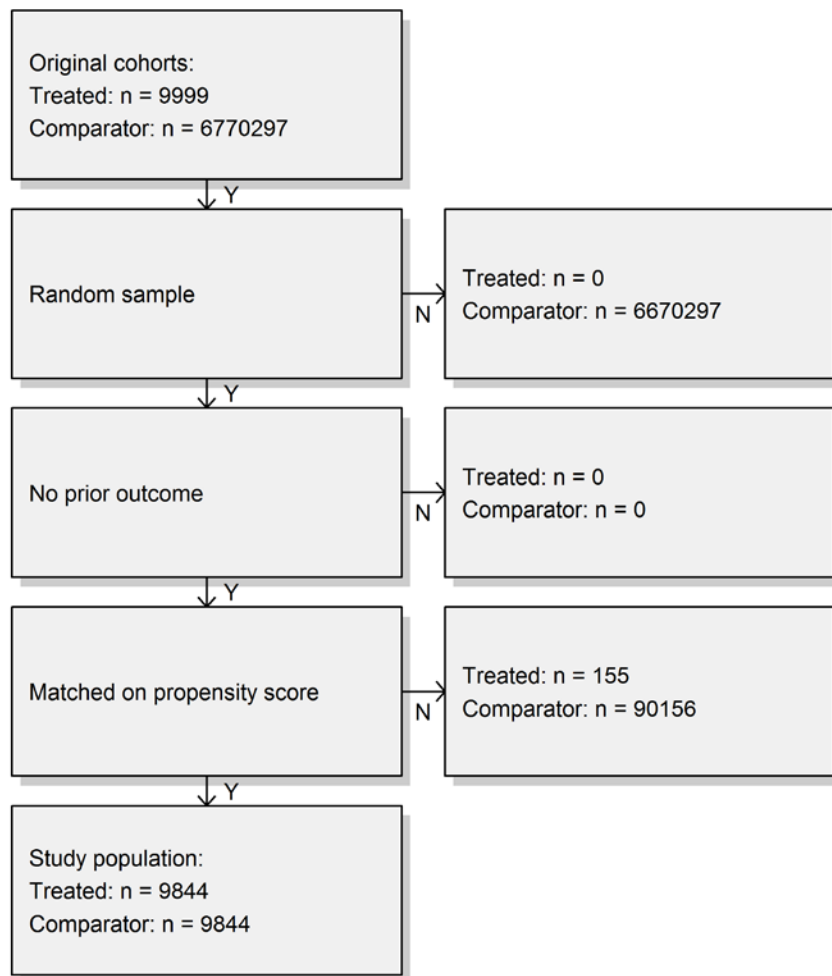 Original cohorts:
Treated: n = 9999
Comparator: n = 6770297
Y
Random sample
N
Treated: n = 0
Comparator: n = 6670297
Y
No prior outcome
N
Treated: n = 0
Comparator: n = 0
Y
Matched on propensity score
N
Treated: n = 155
Comparator: n = 90156
Y
Study population:
Treated: n = 9844
Comparator: n = 9844